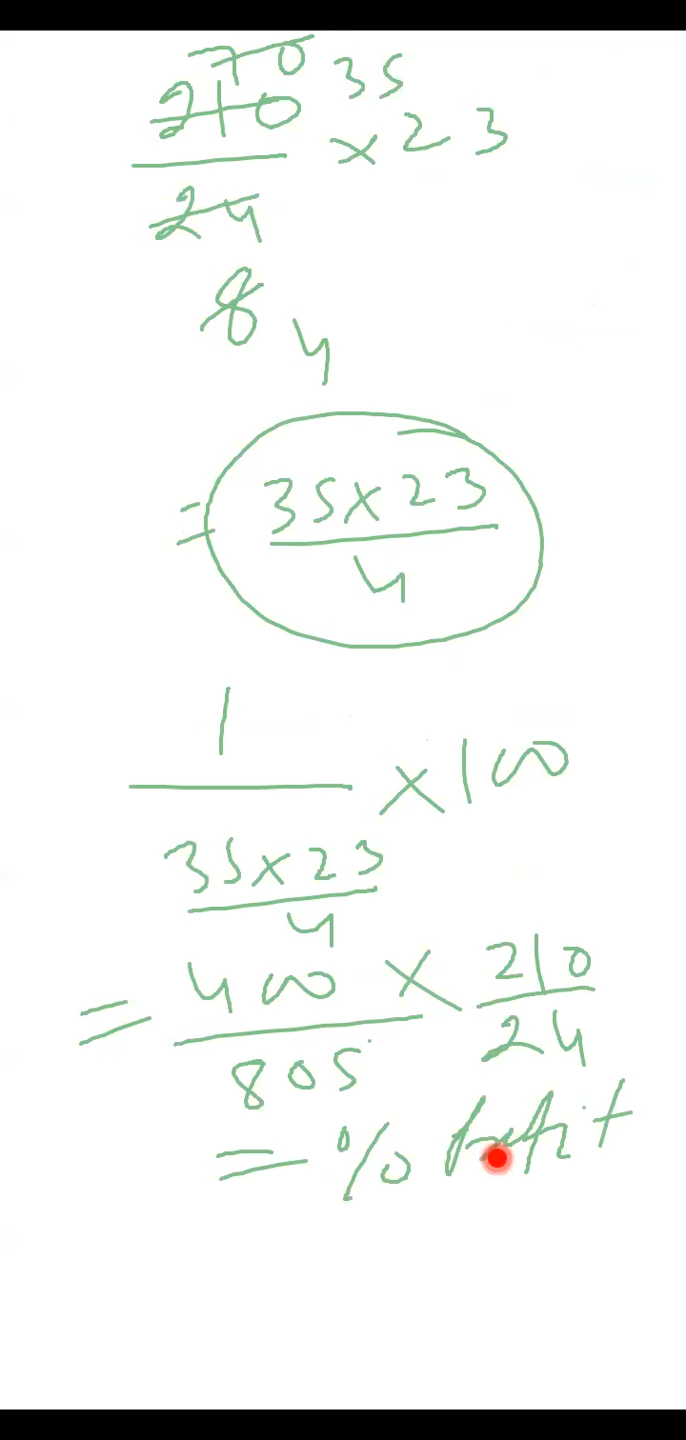 70 35
210
24 × 23
8
4
= 35 × 23
4
1 × 100
35 × 23
4
= 400 × 210
805 24
= % Profit